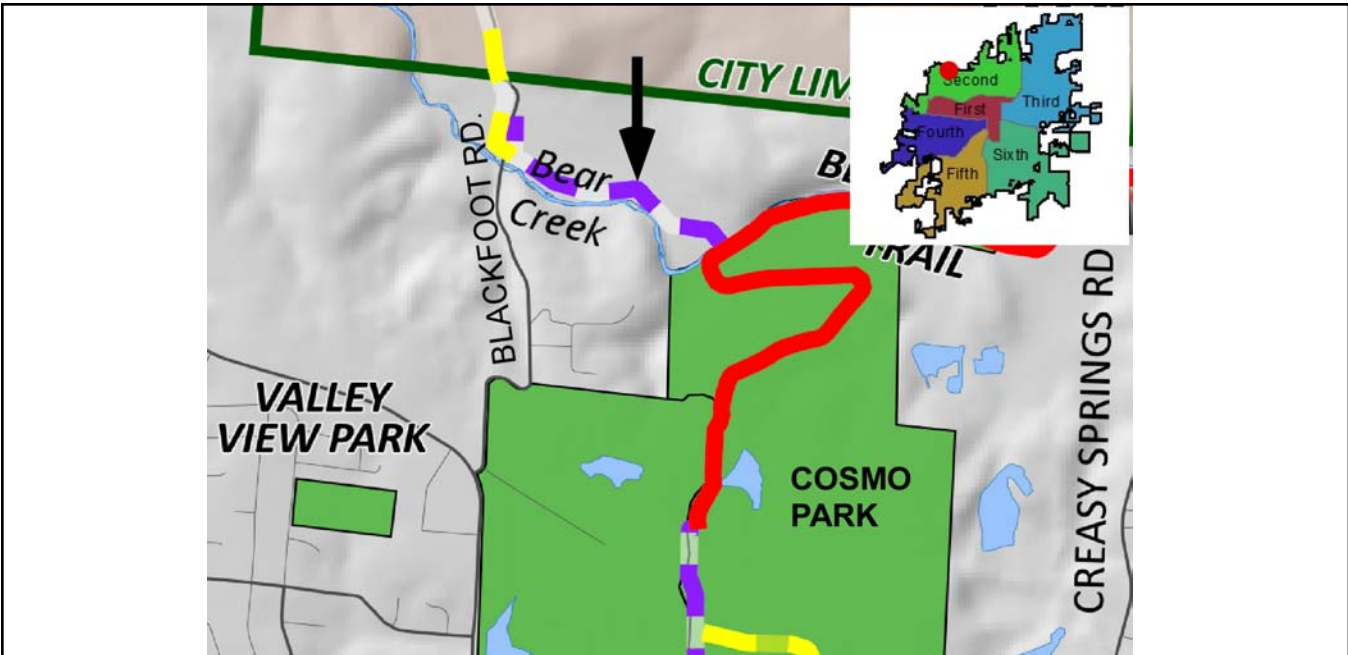 CITY LIM
Second
First
Third
Fourth
Fifth
Sixth
BLACKFOOT RD.
Bear
Creek
TRAIL
CREASY SPRINGS RD
VALLEY
VIEW PARK
COSMO
PARK